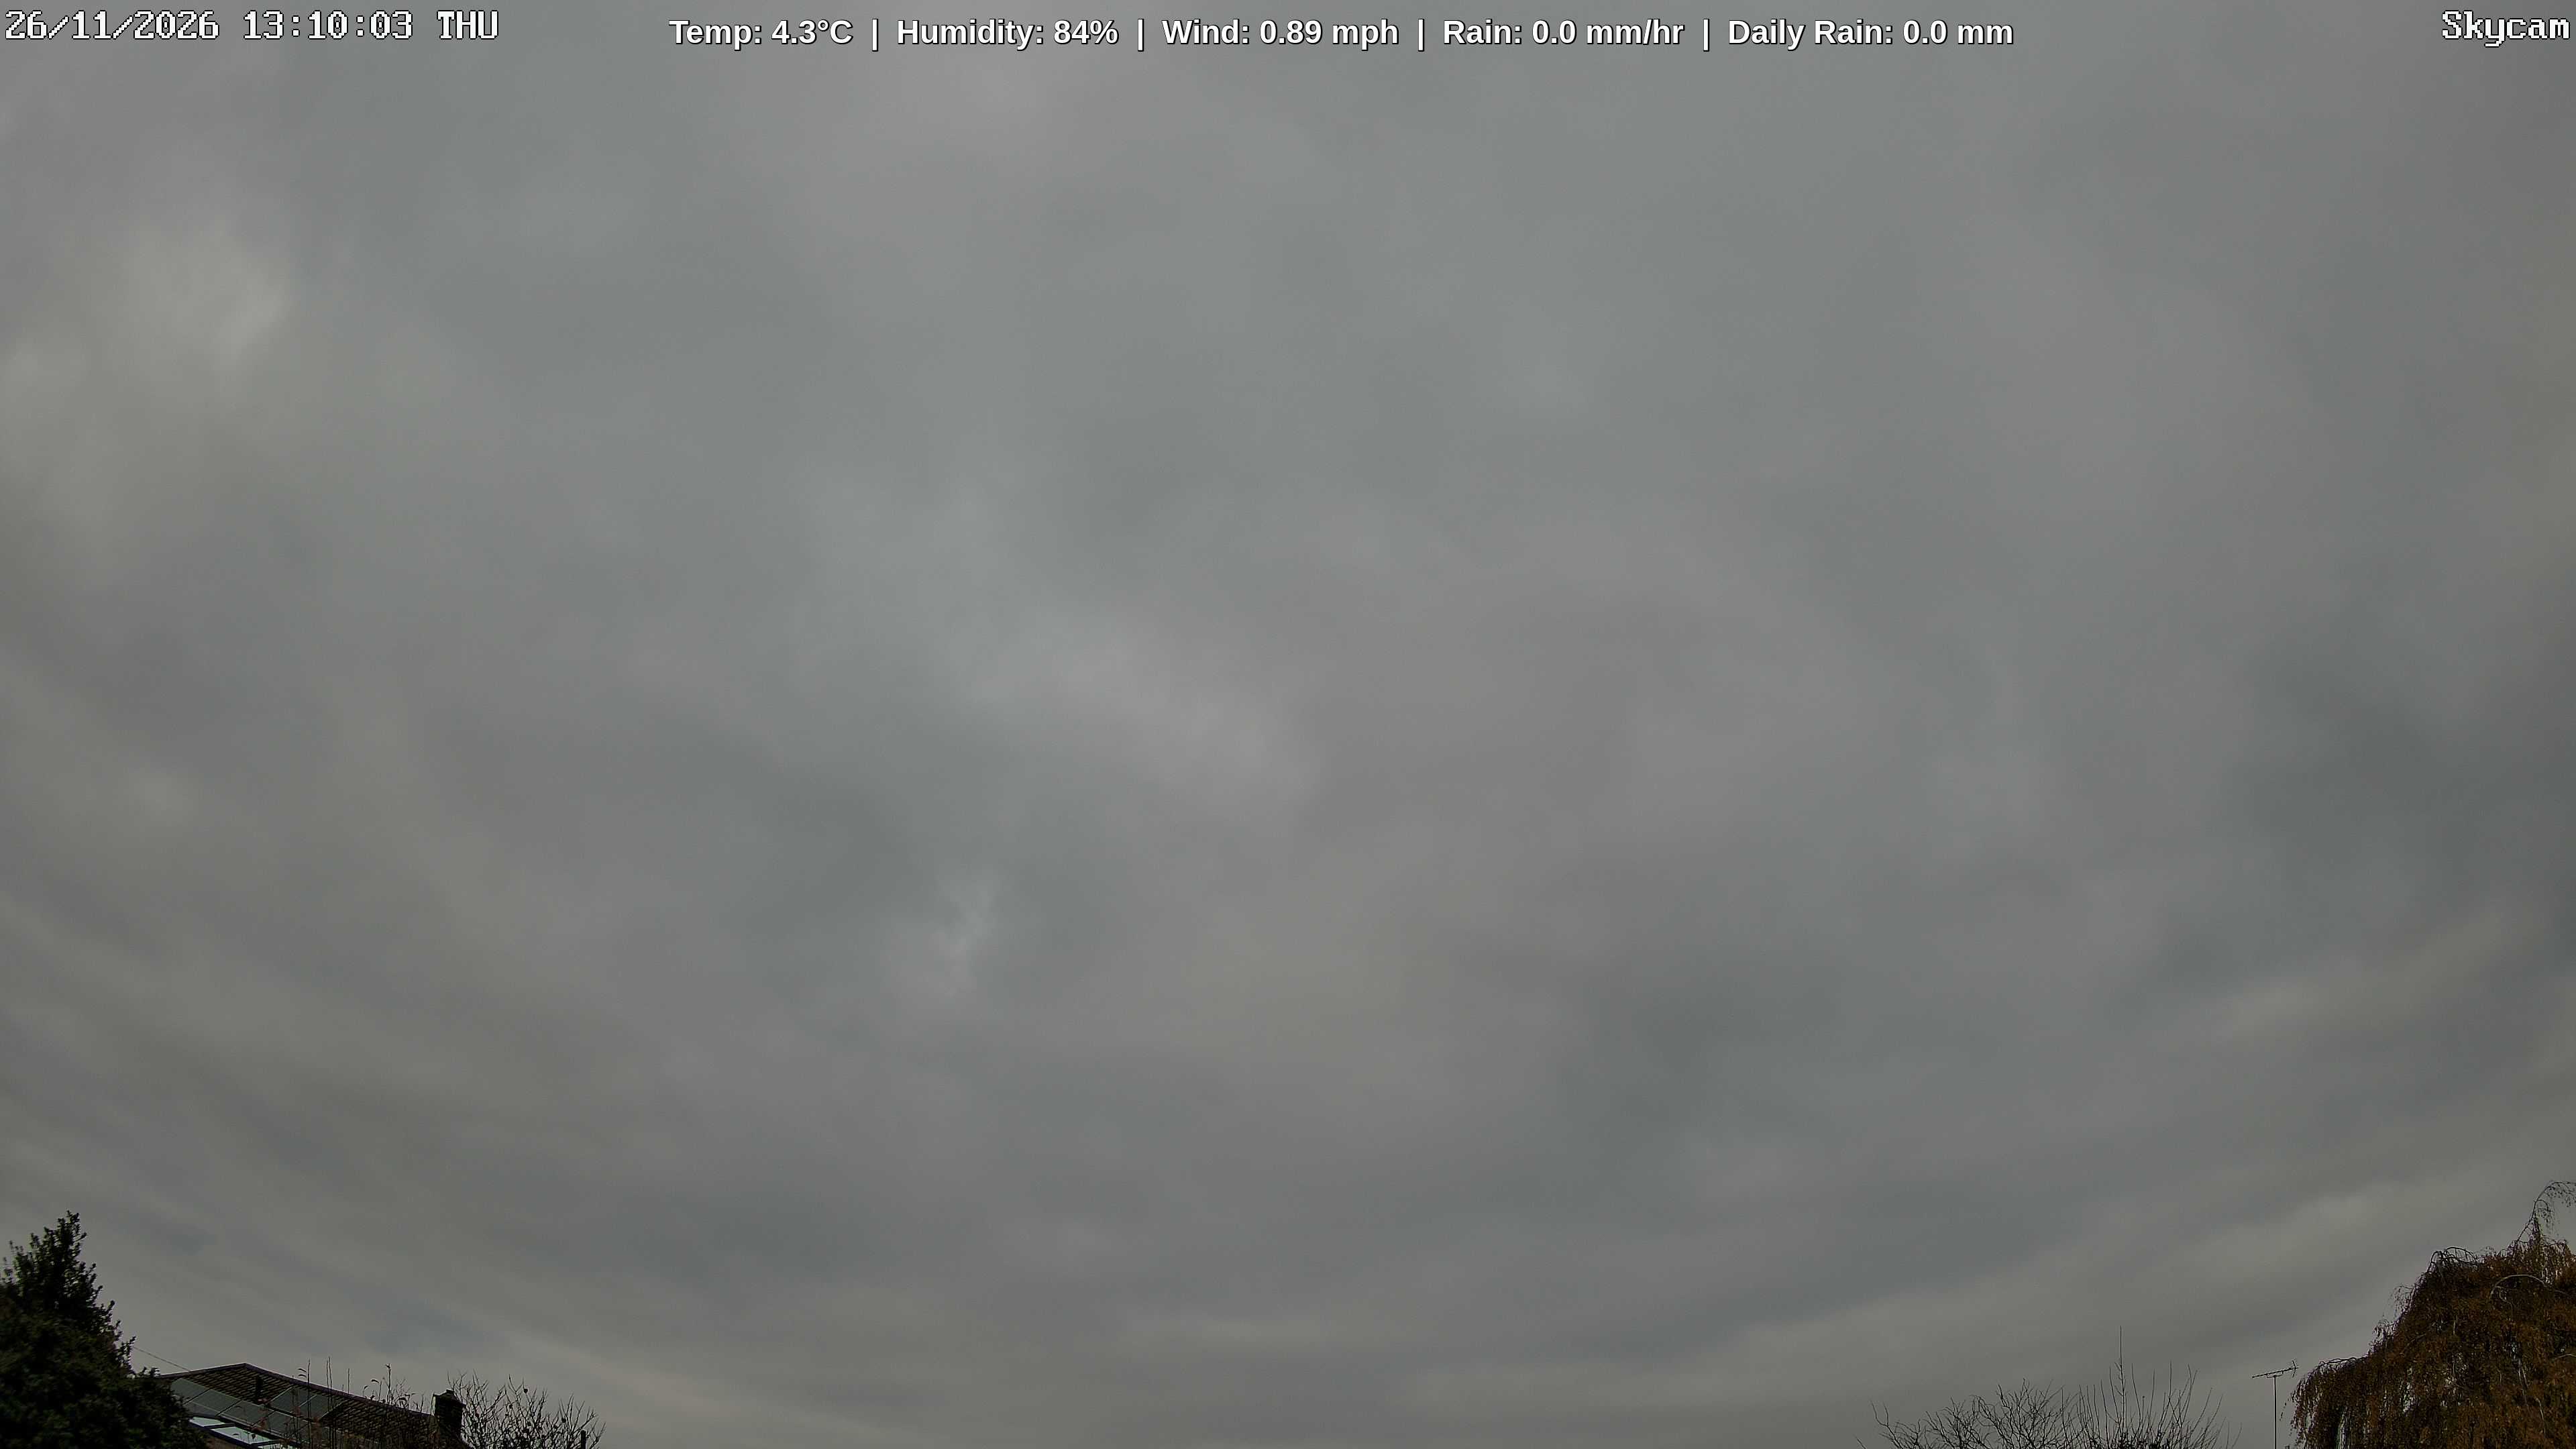 26/11/2026 13:10:03 THU
Temp: 4.3°C | Humidity: 84% | Wind: 0.89 mph | Rain: 0.0 mm/hr | Daily Rain: 0.0 mm
Skycam